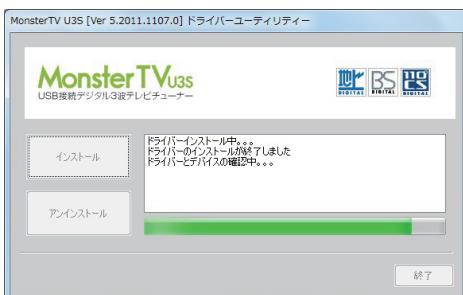 MonsterTV U3S [Ver 5.2011.1107.0] ドライバーユーティリティー
MonsterTV U3S
USB接続デジタル3波テレビチューナー
地 BS 110 CS
DIGITAL DIGITAL DIGITAL
インストール
ドライバーインストール中。。。
ドライバーのインストールが終了しました
ドライバーとデバイスの確認中。。。
アンインストール
終了